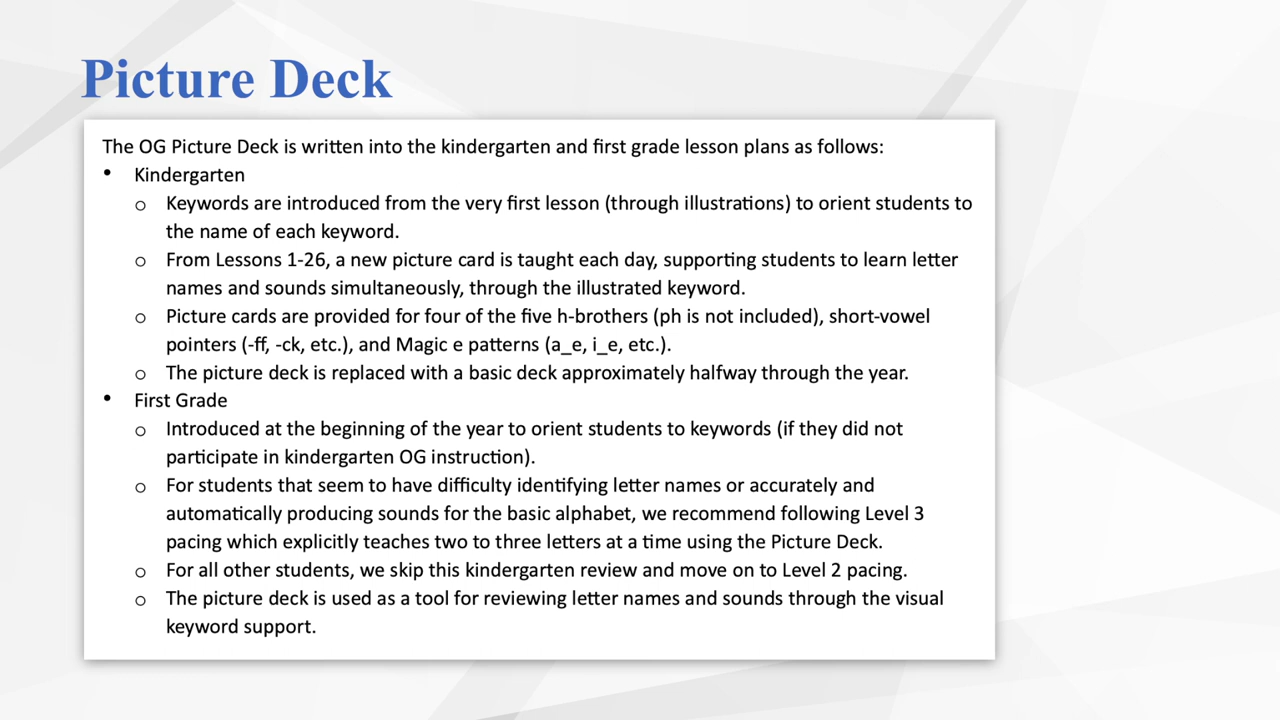 Picture Deck
The OG Picture Deck is written into the kindergarten and first grade lesson plans as follows:
• Kindergarten
o Keywords are introduced from the very first lesson (through illustrations) to orient students to
the name of each keyword.
o From Lessons 1-26, a new picture card is taught each day, supporting students to learn letter
names and sounds simultaneously, through the illustrated keyword.
o Picture cards are provided for four of the five h-brothers (ph is not included), short-vowel
pointers (-ff, -ck, etc.), and Magic e patterns (a_e, i_e, etc.).
o The picture deck is replaced with a basic deck approximately halfway through the year.
• First Grade
o Introduced at the beginning of the year to orient students to keywords (if they did not
participate in kindergarten OG instruction).
o For students that seem to have difficulty identifying letter names or accurately and
automatically producing sounds for the basic alphabet, we recommend following Level 3
pacing which explicitly teaches two to three letters at a time using the Picture Deck.
o For all other students, we skip this kindergarten review and move on to Level 2 pacing.
o The picture deck is used as a tool for reviewing letter names and sounds through the visual
keyword support.